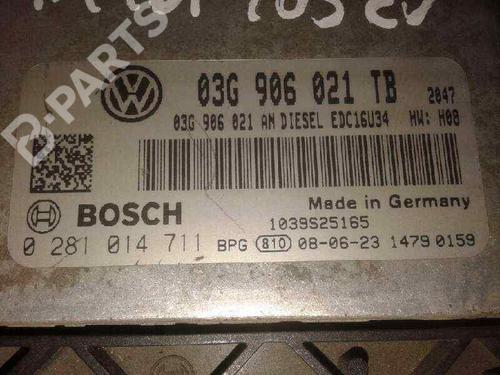 B-PARTS
03G 906 021 TB 2047
03G 906 021 AN DIESEL EDC16U34 HW: H08
Made in Germany
BOSCH 1039S25165
0 281 014 711 BPG 810 08-06-23 1479 0159